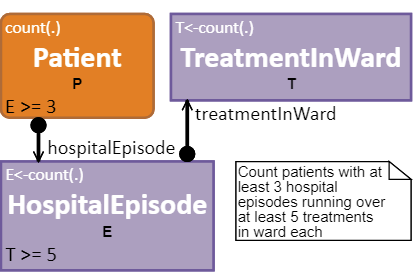 count(.)
Patient
P
E >= 3
T<-count(.)
TreatmentInWard
T
treatmentInWard
hospitalEpisode
E<-count(.)
HospitalEpisode
E
T >= 5
Count patients with at
least 3 hospital
episodes running over
at least 5 treatments
in ward each